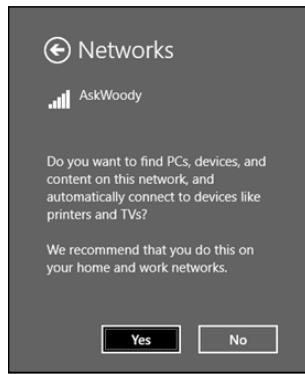 Networks
AskWoody
Do you want to find PCs, devices, and
content on this network, and
automatically connect to devices like
printers and TVs?
We recommend that you do this on
your home and work networks.
Yes No